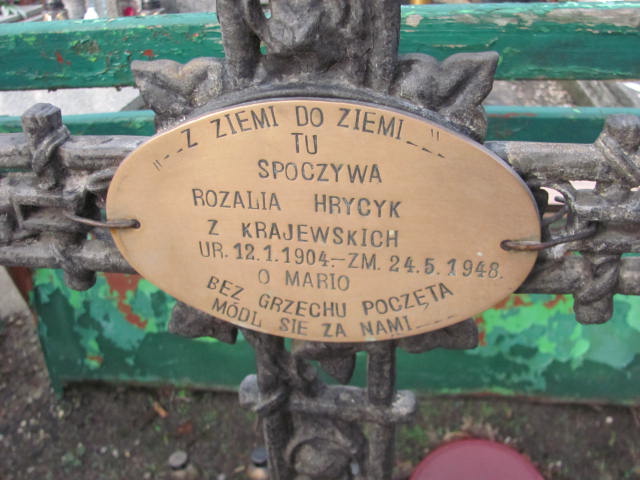 "--Z ZIEMI DO ZIEMI--"
TU
SPOCZYWA
ROZALIA HRYCYK
Z KRAJEWSKICH
UR. 12.1.1904.-ZM. 24.5.1948.
O MARIO
BEZ GRZECHU POCZĘTA
MÓDL SIĘ ZA NAMI---